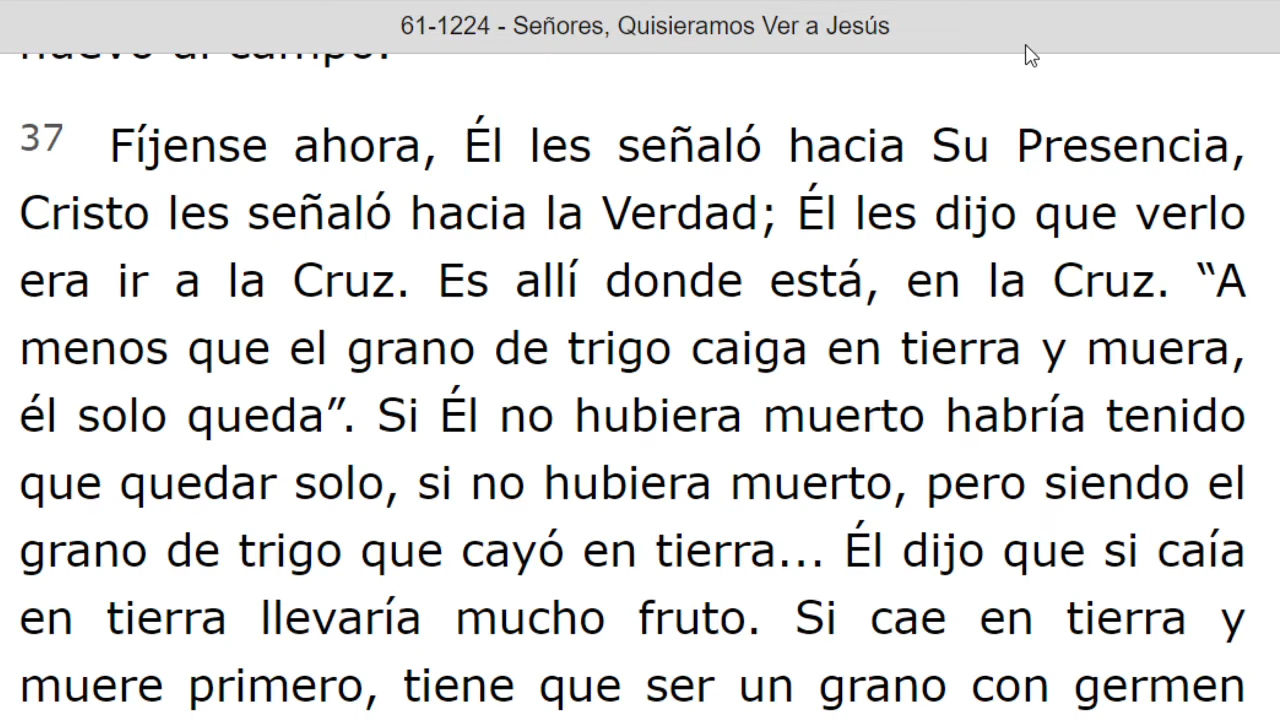 61-1224 - Señores, Quisieramos Ver a Jesús
nuevo al campo.
37 Fíjense ahora, Él les señaló hacia Su Presencia,
Cristo les señaló hacia la Verdad; Él les dijo que verlo
era ir a la Cruz. Es allí donde está, en la Cruz. “A
menos que el grano de trigo caiga en tierra y muera,
él solo queda”. Si Él no hubiera muerto habría tenido
que quedar solo, si no hubiera muerto, pero siendo el
grano de trigo que cayó en tierra... Él dijo que si caía
en tierra llevaría mucho fruto. Si cae en tierra y
muere primero, tiene que ser un grano con germen